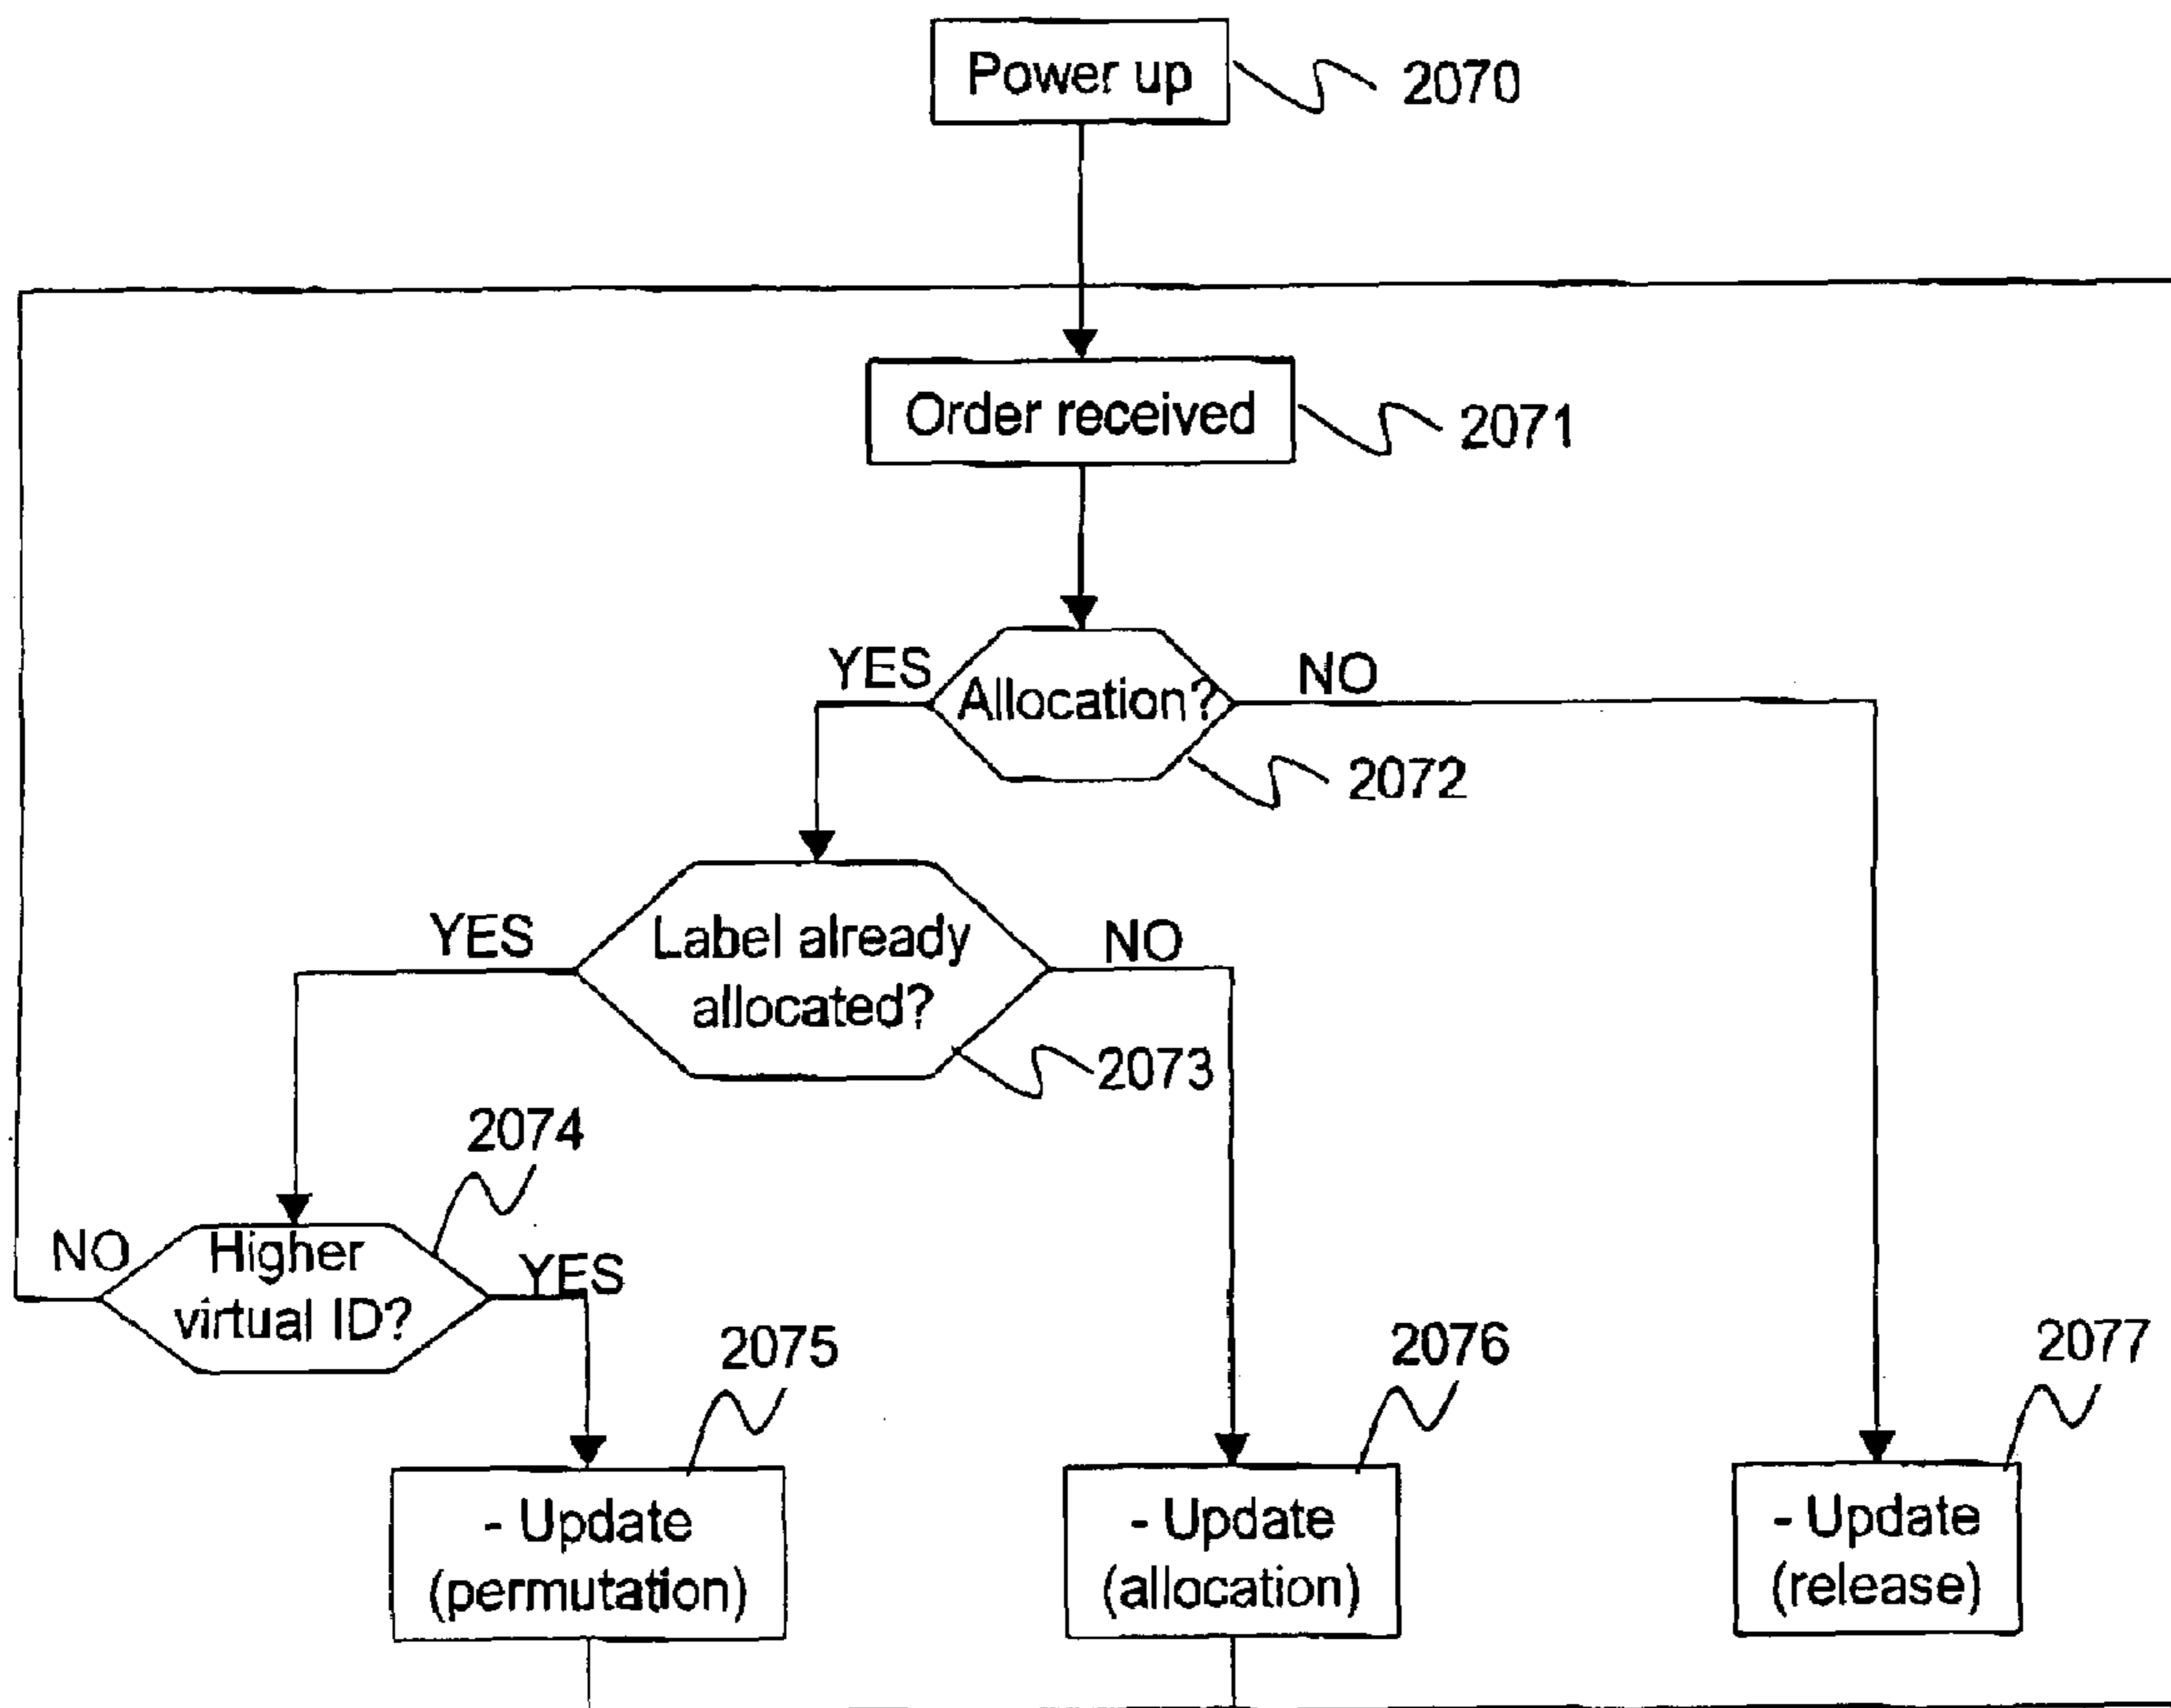 Power up
2070
Order received
2071
YES
Allocation?
NO
2072
YES
Label already
allocated?
NO
2073
2074
NO
Higher
virtual ID?
YES
2075
2076
2077
- Update
(permutation)
- Update
(allocation)
- Update
(release)